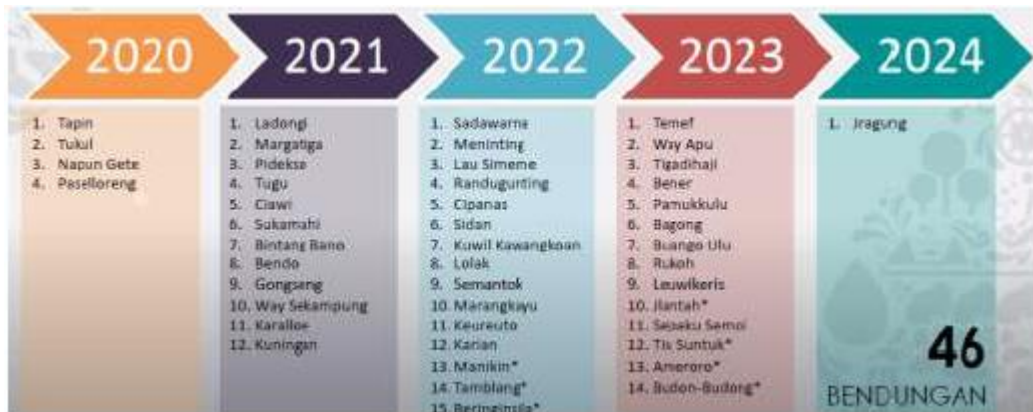 2020
1. Tapin
2. Tukul
3. Napun Gete
4. Paselloreng
2021
1. Ladongi
2. Margatiga
3. Pidekse
4. Tugu
5. Ciawi
6. Sukamahi
7. Bintang Bano
8. Bendo
9. Gongseng
10. Way Sekampung
11. Karalloe
12. Kuningan
2022
1. Sadawarna
2. Meninting
3. Lau Simeme
4. Randugunting
5. Cipanas
6. Sidan
7. Kuwil Kawangkoan
8. Lolak
9. Semantok
10. Marangkayu
11. Keureuto
12. Karian
13. Manikin*
14. Tamblang*
15. Beringinsila*
2023
1. Temef
2. Way Apu
3. Tigadihaji
4. Bener
5. Pamukkulu
6. Bagong
7. Buango Ulu
8. Rukoh
9. Leuwikeris
10. Jlantah*
11. Sepaku Semoi
12. Tiu Suntuk*
13. Ameroro*
14. Budon-Budong*
2024
1. Jragung
46
BENDUNGAN